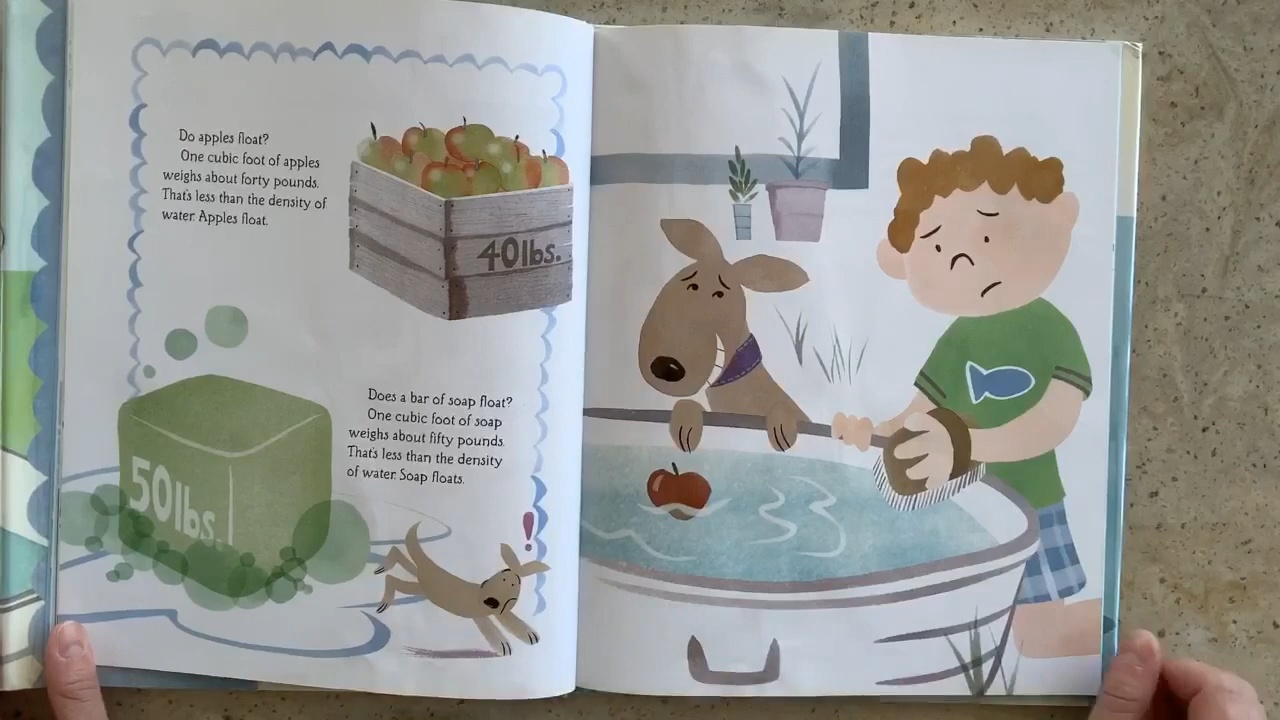 Do apples float?
One cubic foot of apples
weighs about forty pounds.
That's less than the density of
water. Apples float.
40lbs.
50lbs.
Does a bar of soap float?
One cubic foot of soap
weighs about fifty pounds.
That's less than the density
of water. Soap floats.
!